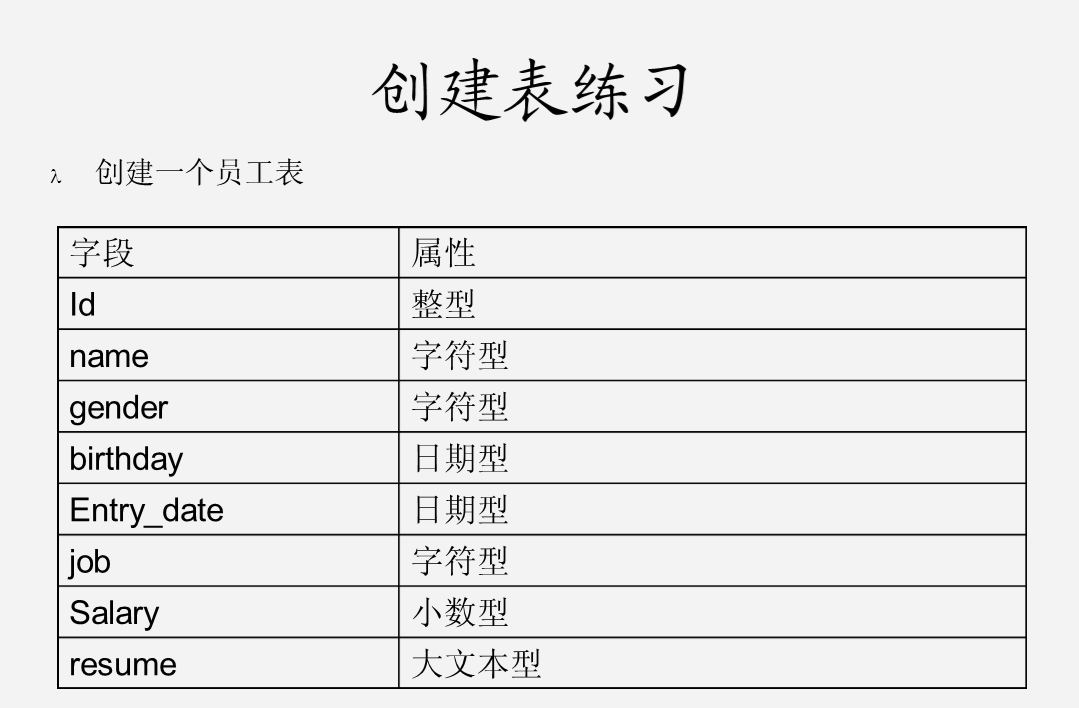 创建表练习
λ 创建一个员工表
字段 属性
Id 整型
name 字符型
gender 字符型
birthday 日期型
Entry_date 日期型
job 字符型
Salary 小数型
resume 大文本型